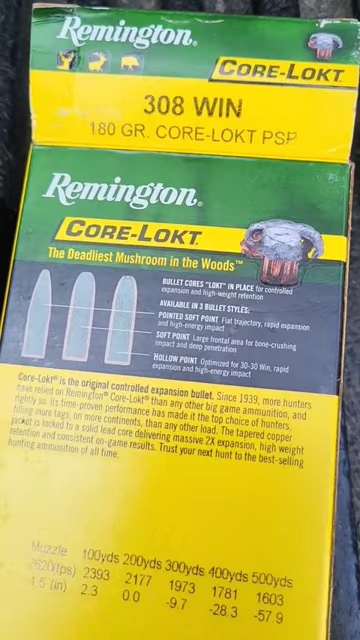 Remington®
CORE-LOKT™
308 WIN
180 GR. CORE-LOKT PSP
Remington®
CORE-LOKT™
The Deadliest Mushroom in the Woods™
BULLET CORES "LOKT" IN PLACE for controlled
expansion and high-weight retention
AVAILABLE IN 3 BULLET STYLES:
POINTED SOFT POINT Flat trajectory, rapid expansion
and high-energy impact
SOFT POINT Large frontal area for bone-crushing
impact and deep penetration
HOLLOW POINT Optimized for 30-30 Win, rapid
expansion and high-energy impact
Core-Lokt® is the original controlled expansion bullet. Since 1939, more hunters
have relied on Remington® Core-Lokt® than any other big game ammunition, and
rightly so. Its time-proven performance has made it the top choice of hunters,
filling more tags, on more continents, than any other load. The tapered copper
jacket is locked to a solid lead core delivering massive 2X expansion, high weight
retention and consistent on-game results. Trust your next hunt to the best-selling
hunting ammunition of all time.
Muzzle 100yds 200yds 300yds 400yds 500yds
2620(fps) 2393 2177 1973 1781 1603
1.5 (in) 2.3 0.0 -9.7 -28.3 -57.9